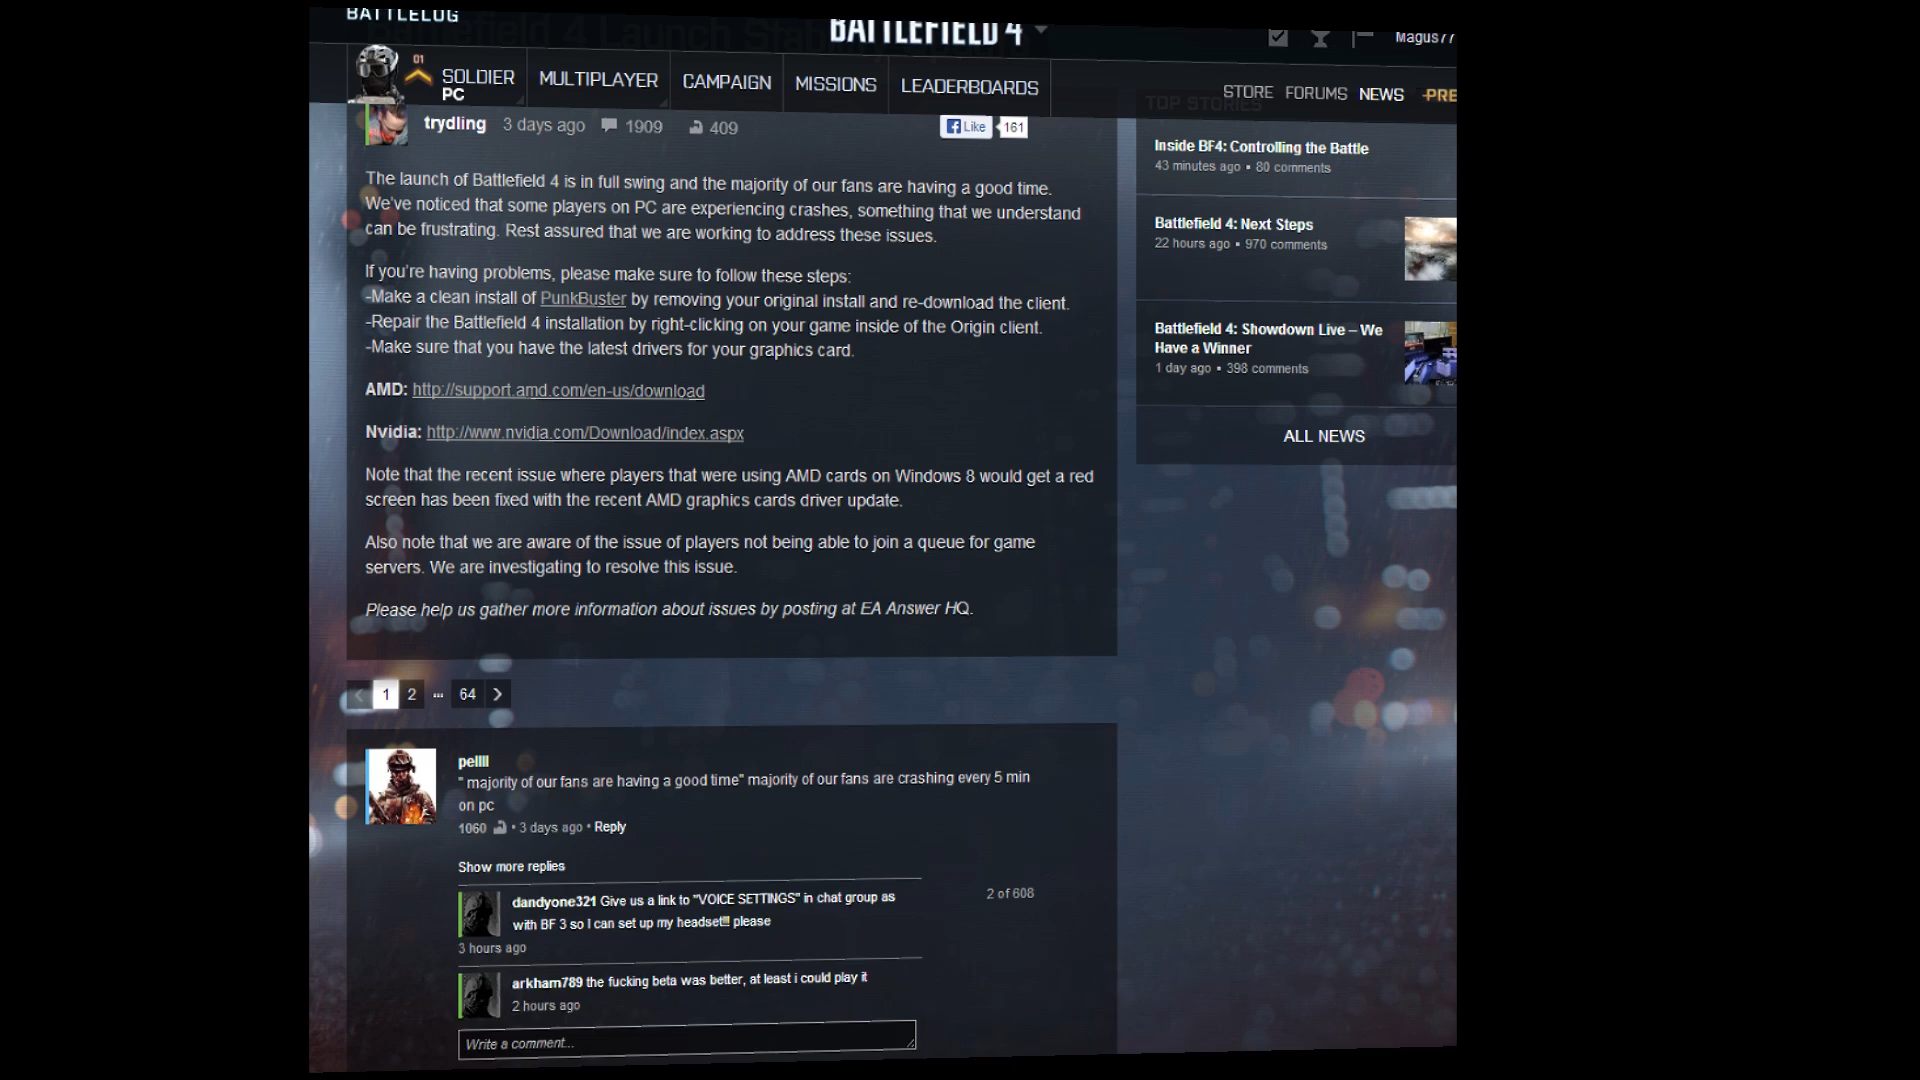 BATTLELOG
BATTLEFIELD 4
Magus77
01
SOLDIER
PC
MULTIPLAYER
CAMPAIGN
MISSIONS
LEADERBOARDS
STORE FORUMS NEWS PRE
Battlefield 4 Launch
TOP STORIES
trydling 3 days ago 1909 409
Like 161
The launch of Battlefield 4 is in full swing and the majority of our fans are having a good time.
We've noticed that some players on PC are experiencing crashes, something that we understand
can be frustrating. Rest assured that we are working to address these issues.
If you're having problems, please make sure to follow these steps:
-Make a clean install of PunkBuster by removing your original install and re-download the client.
-Repair the Battlefield 4 installation by right-clicking on your game inside of the Origin client.
-Make sure that you have the latest drivers for your graphics card.
AMD: http://support.amd.com/en-us/download
Nvidia: http://www.nvidia.com/Download/index.aspx
Note that the recent issue where players that were using AMD cards on Windows 8 would get a red
screen has been fixed with the recent AMD graphics cards driver update.
Also note that we are aware of the issue of players not being able to join a queue for game
servers. We are investigating to resolve this issue.
Please help us gather more information about issues by posting at EA Answer HQ.
Inside BF4: Controlling the Battle
43 minutes ago • 80 comments
Battlefield 4: Next Steps
22 hours ago • 970 comments
Battlefield 4: Showdown Live – We
Have a Winner
1 day ago • 398 comments
ALL NEWS
< 1 2 ... 64 >
pellll
" majority of our fans are having a good time" majority of our fans are crashing every 5 min
on pc
1060 • 3 days ago • Reply
Show more replies
2 of 608
dandyone321 Give us a link to "VOICE SETTINGS" in chat group as
with BF 3 so I can set up my headset!!! please
3 hours ago
arkham789 the fucking beta was better, at least i could play it
2 hours ago
Write a comment...